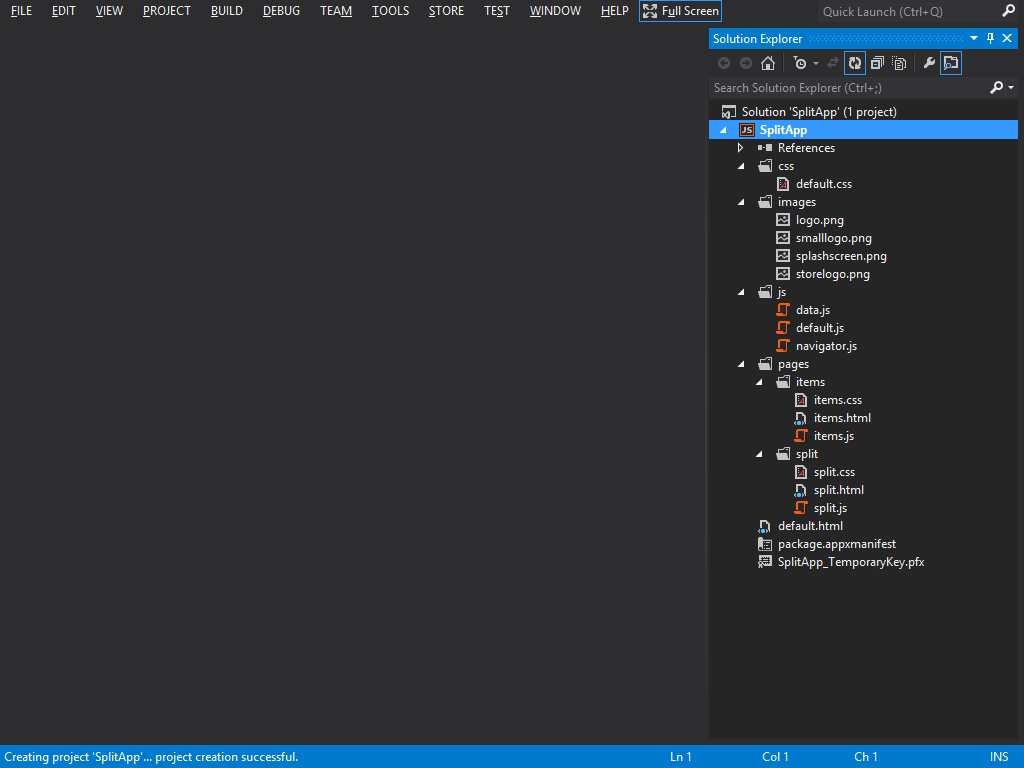 FILE EDIT VIEW PROJECT BUILD DEBUG TEAM TOOLS STORE TEST WINDOW HELP Full Screen Quick Launch (Ctrl+Q)
Solution Explorer
Search Solution Explorer (Ctrl+;)
Solution 'SplitApp' (1 project)
JS SplitApp
References
css
default.css
images
logo.png
smalllogo.png
splashscreen.png
storelogo.png
js
data.js
default.js
navigator.js
pages
items
items.css
items.html
items.js
split
split.css
split.html
split.js
default.html
package.appxmanifest
SplitApp_TemporaryKey.pfx
Creating project 'SplitApp'... project creation successful. Ln 1 Col 1 Ch 1 INS